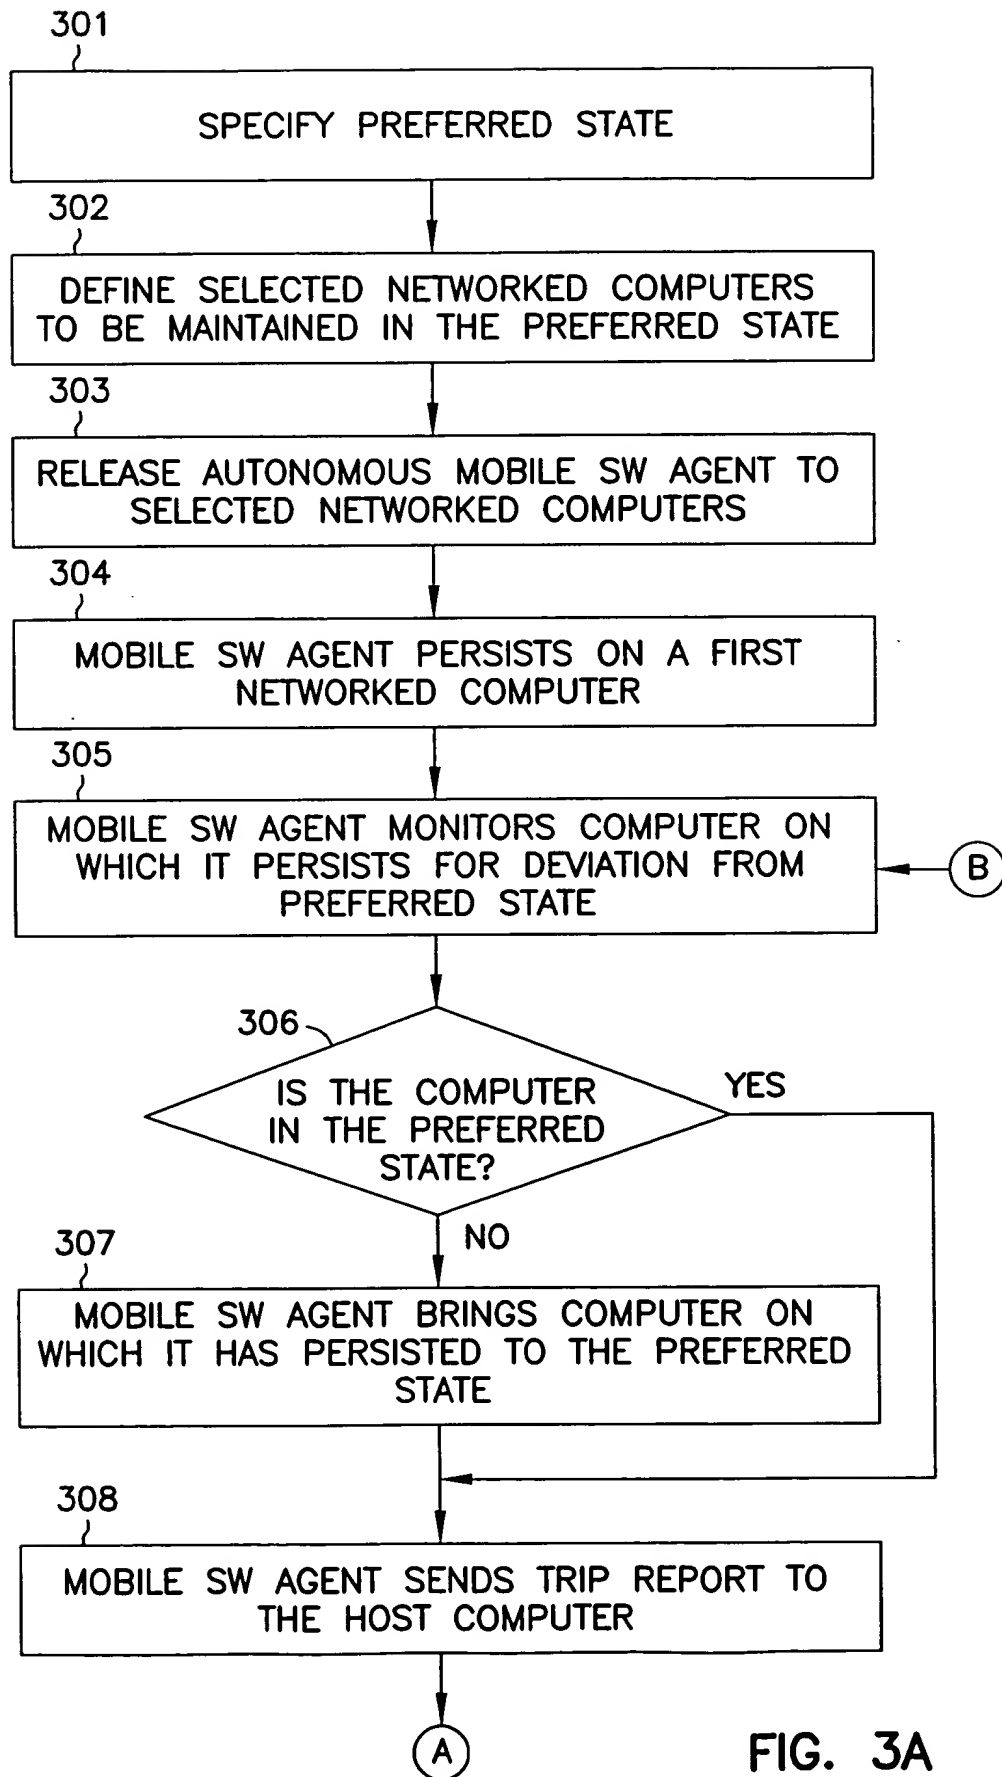 301
SPECIFY PREFERRED STATE
302
DEFINE SELECTED NETWORKED COMPUTERS
TO BE MAINTAINED IN THE PREFERRED STATE
303
RELEASE AUTONOMOUS MOBILE SW AGENT TO
SELECTED NETWORKED COMPUTERS
304
MOBILE SW AGENT PERSISTS ON A FIRST
NETWORKED COMPUTER
305
MOBILE SW AGENT MONITORS COMPUTER ON
WHICH IT PERSISTS FOR DEVIATION FROM
PREFERRED STATE
B
306
IS THE COMPUTER
IN THE PREFERRED
STATE?
YES
NO
307
MOBILE SW AGENT BRINGS COMPUTER ON
WHICH IT HAS PERSISTED TO THE PREFERRED
STATE
308
MOBILE SW AGENT SENDS TRIP REPORT TO
THE HOST COMPUTER
A
FIG. 3A